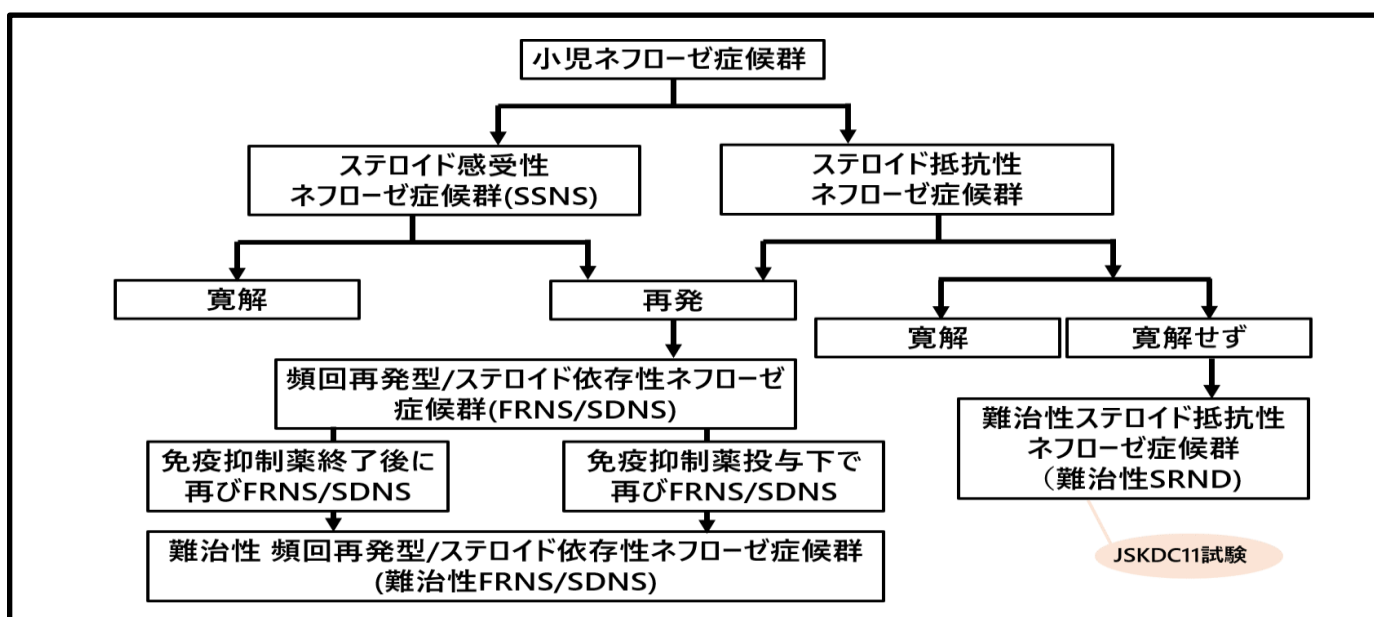 小児ネフローゼ症候群
ステロイド感受性
ネフローゼ症候群(SSNS)
ステロイド抵抗性
ネフローゼ症候群
寛解
再発
寛解
寛解せず
頻回再発型/ステロイド依存性ネフローゼ
症候群(FRNS/SDNS)
難治性ステロイド抵抗性
ネフローゼ症候群
（難治性SRND)
免疫抑制薬終了後に
再びFRNS/SDNS
免疫抑制薬投与下で
再びFRNS/SDNS
難治性 頻回再発型/ステロイド依存性ネフローゼ症候群
(難治性FRNS/SDNS)
JSKDC11試験